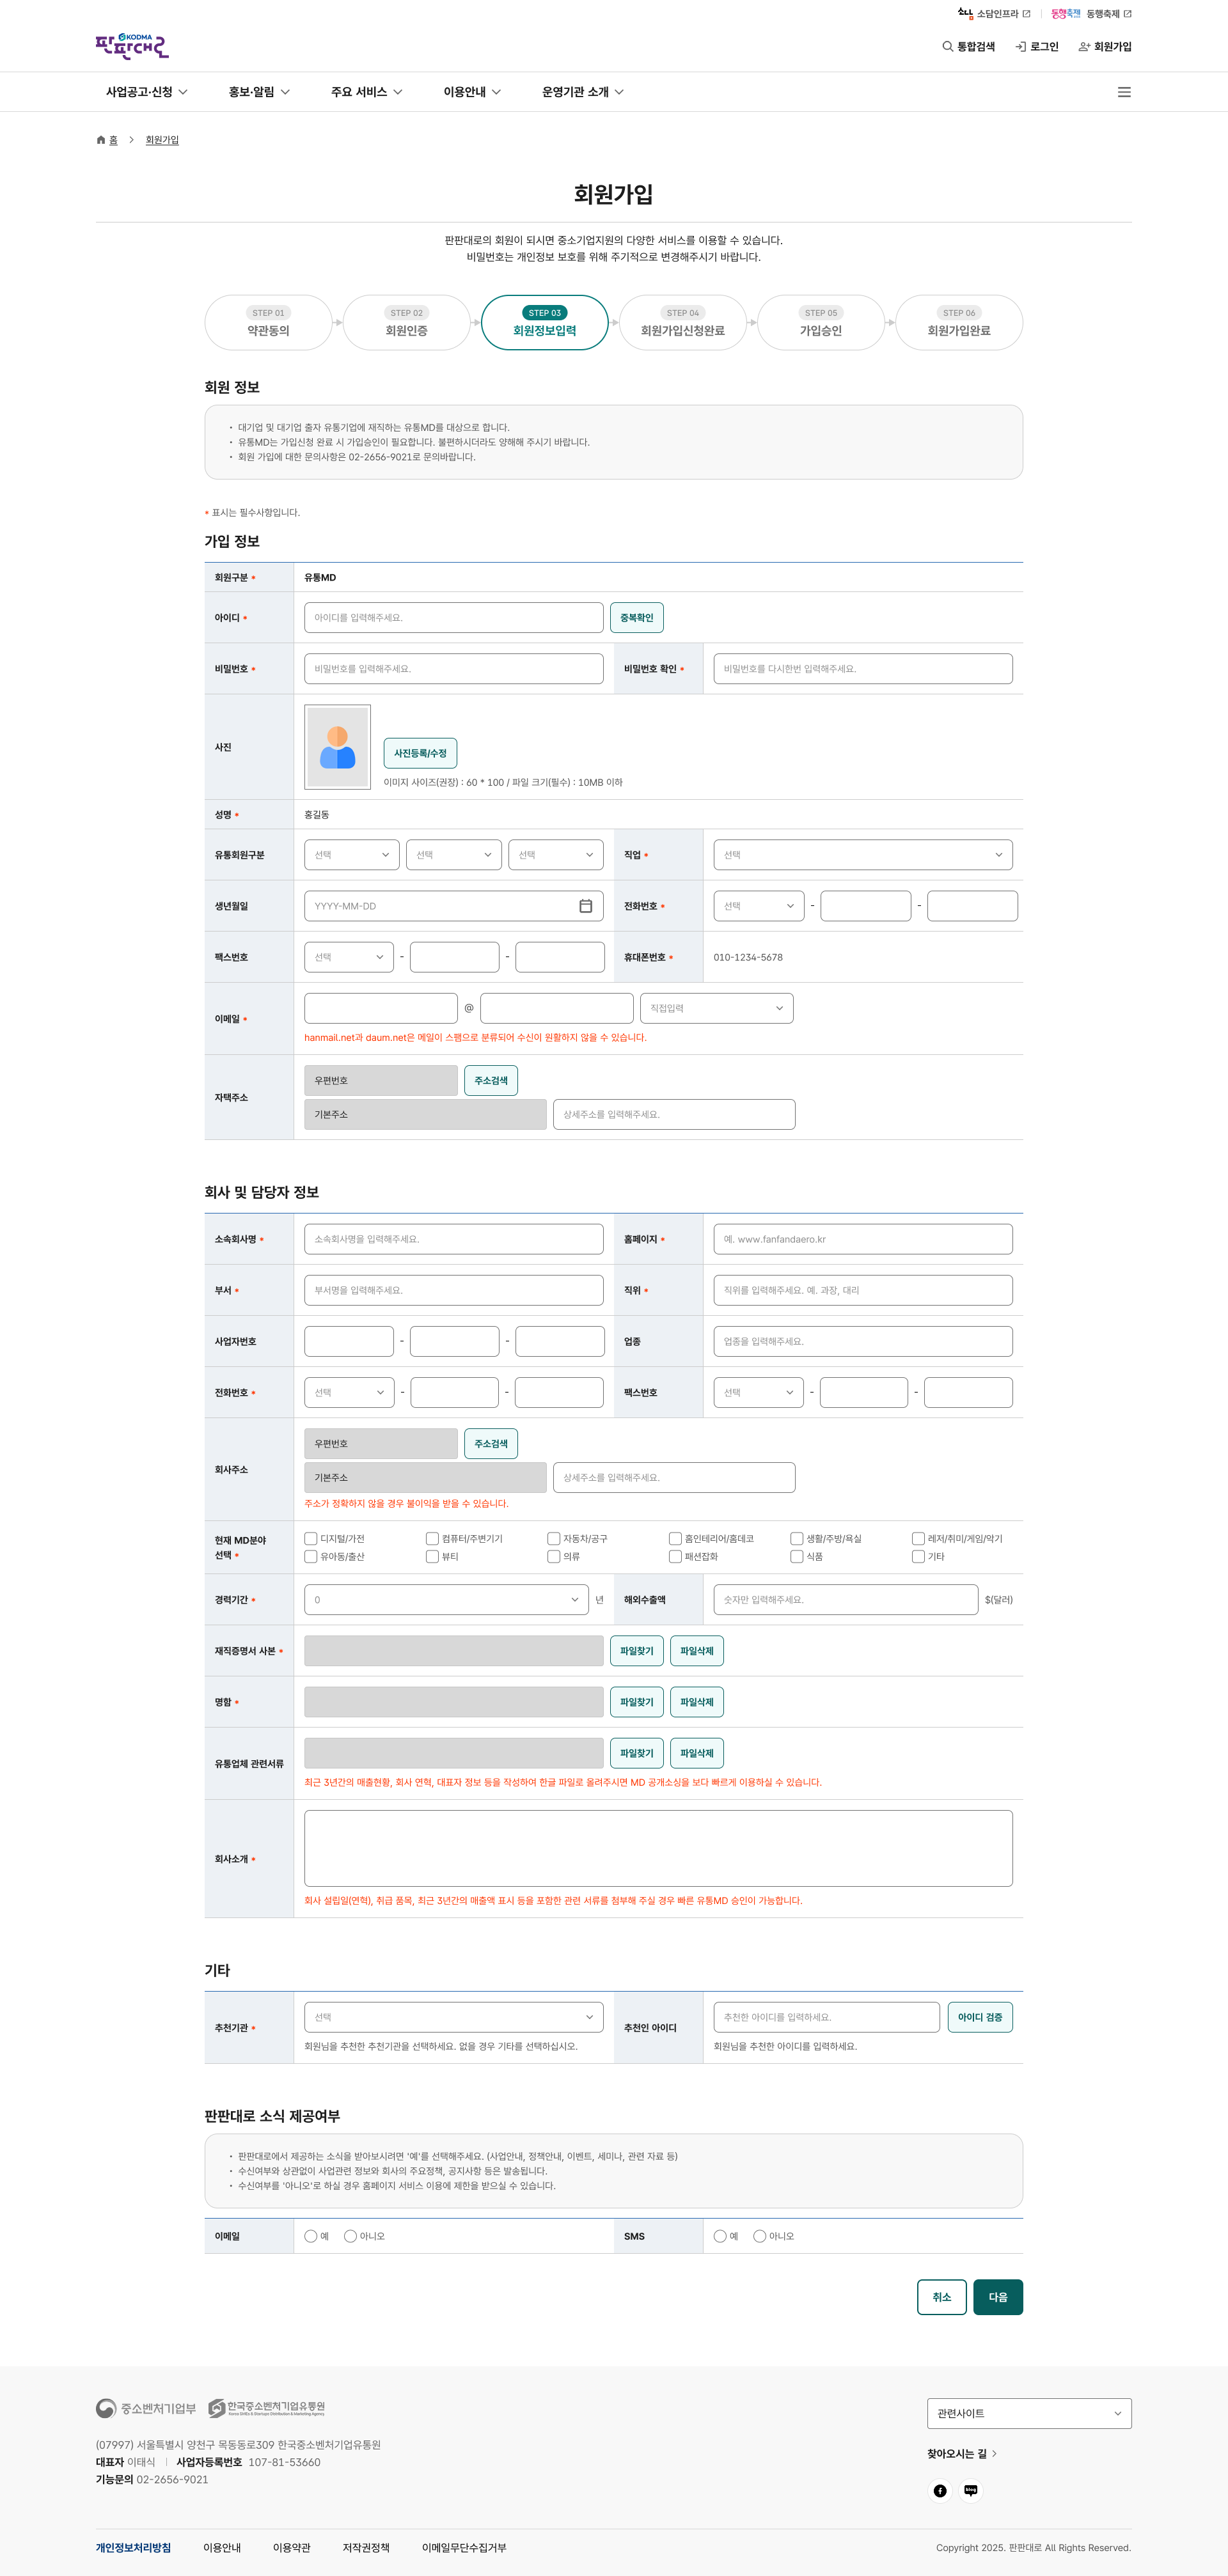 소담 소담인프라 동행축제 동행축제
KODMA
판판대로
통합검색 로그인 회원가입
사업공고·신청 홍보·알림 주요 서비스 이용안내 운영기관 소개
홈 회원가입
회원가입
판판대로의 회원이 되시면 중소기업지원의 다양한 서비스를 이용할 수 있습니다.
비밀번호는 개인정보 보호를 위해 주기적으로 변경해주시기 바랍니다.
STEP 01 STEP 02 STEP 03 STEP 04 STEP 05 STEP 06
약관동의 회원인증 회원정보입력 회원가입신청완료 가입승인 회원가입완료
회원 정보
• 대기업 및 대기업 출자 유통기업에 재직하는 유통MD를 대상으로 합니다.
• 유통MD는 가입신청 완료 시 가입승인이 필요합니다. 불편하시더라도 양해해 주시기 바랍니다.
• 회원 가입에 대한 문의사항은 02-2656-9021로 문의바랍니다.
* 표시는 필수사항입니다.
가입 정보
회원구분 * 유통MD
아이디 * 아이디를 입력해주세요. 중복확인
비밀번호 * 비밀번호를 입력해주세요. 비밀번호 확인 * 비밀번호를 다시한번 입력해주세요.
사진 사진등록/수정
이미지 사이즈(권장) : 60 * 100 / 파일 크기(필수) : 10MB 이하
성명 * 홍길동
유통회원구분 선택 선택 선택 직업 * 선택
생년월일 YYYY-MM-DD 전화번호 * 선택 - -
팩스번호 선택 - - 휴대폰번호 * 010-1234-5678
이메일 * @ 직접입력
hanmail.net과 daum.net은 메일이 스팸으로 분류되어 수신이 원활하지 않을 수 있습니다.
자택주소 우편번호 주소검색
기본주소 상세주소를 입력해주세요.
회사 및 담당자 정보
소속회사명 * 소속회사명을 입력해주세요. 홈페이지 * 예. www.fanfandaero.kr
부서 * 부서명을 입력해주세요. 직위 * 직위를 입력해주세요. 예. 과장, 대리
사업자번호 - - 업종 업종을 입력해주세요.
전화번호 * 선택 - - 팩스번호 선택 - -
회사주소 우편번호 주소검색
기본주소 상세주소를 입력해주세요.
주소가 정확하지 않을 경우 불이익을 받을 수 있습니다.
현재 MD분야 선택 * 디지털/가전 컴퓨터/주변기기 자동차/공구 홈인테리어/홈데코 생활/주방/욕실 레저/취미/게임/악기
유아동/출산 뷰티 의류 패션잡화 식품 기타
경력기간 * 0 년 해외수출액 숫자만 입력해주세요. $(달러)
재직증명서 사본 * 파일찾기 파일삭제
명함 * 파일찾기 파일삭제
유통업체 관련서류 파일찾기 파일삭제
최근 3년간의 매출현황, 회사 연혁, 대표자 정보 등을 작성하여 한글 파일로 올려주시면 MD 공개소싱을 보다 빠르게 이용하실 수 있습니다.
회사소개 *
회사 설립일(연혁), 취급 품목, 최근 3년간의 매출액 표시 등을 포함한 관련 서류를 첨부해 주실 경우 빠른 유통MD 승인이 가능합니다.
기타
추천기관 * 선택 추천인 아이디 추천한 아이디를 입력하세요. 아이디 검증
회원님을 추천한 추천기관을 선택하세요. 없을 경우 기타를 선택하십시오. 회원님을 추천한 아이디를 입력하세요.
판판대로 소식 제공여부
• 판판대로에서 제공하는 소식을 받아보시려면 '예'를 선택해주세요. (사업안내, 정책안내, 이벤트, 세미나, 관련 자료 등)
• 수신여부와 상관없이 사업관련 정보와 회사의 주요정책, 공지사항 등은 발송됩니다.
• 수신여부를 '아니오'로 하실 경우 홈페이지 서비스 이용에 제한을 받으실 수 있습니다.
이메일 예 아니오 SMS 예 아니오
취소 다음
중소벤처기업부 한국중소벤처기업유통원 관련사이트
Korea SMEs & Startups Distribution & Marketing Agency
(07997) 서울특별시 양천구 목동동로309 한국중소벤처기업유통원
대표자 이태식 사업자등록번호 107-81-53660 찾아오시는 길
기능문의 02-2656-9021
blog
개인정보처리방침 이용안내 이용약관 저작권정책 이메일무단수집거부 Copyright 2025. 판판대로 All Rights Reserved.